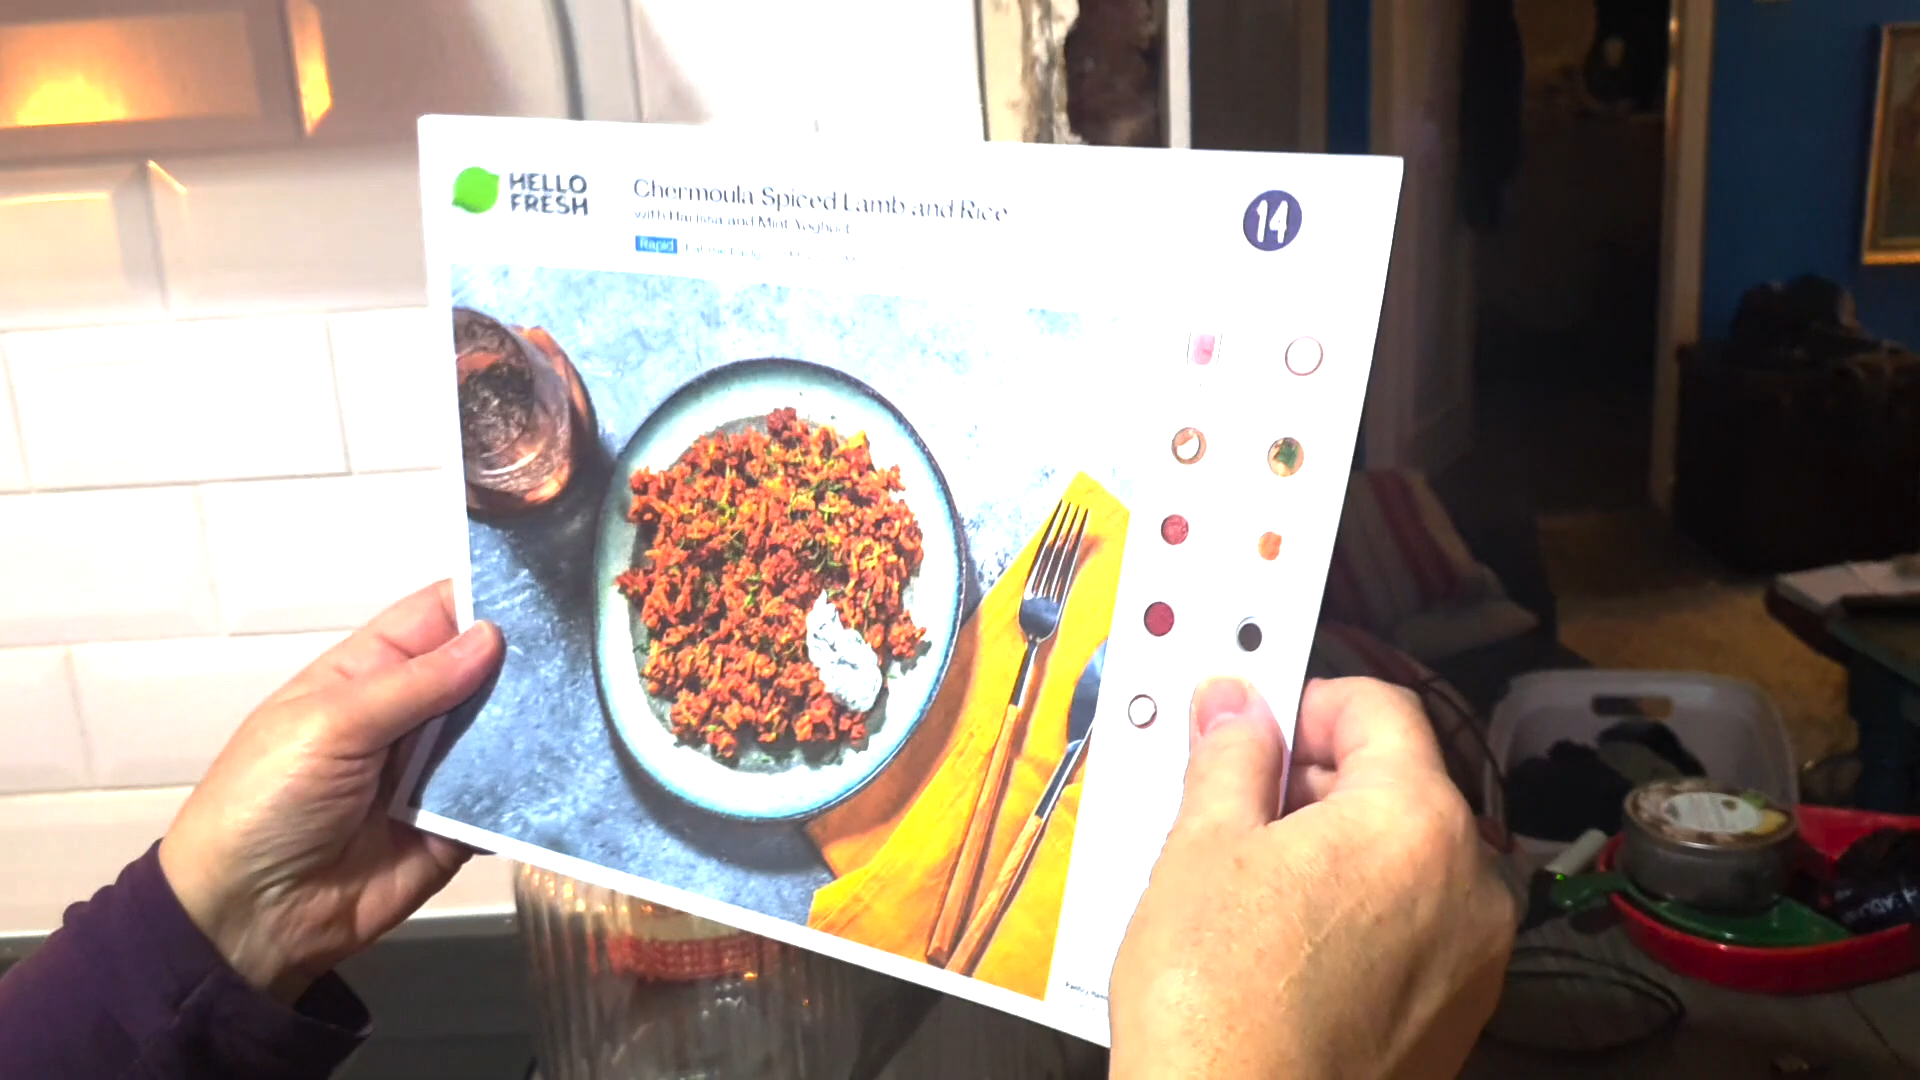 HELLO
FRESH
Chermoula Spiced Lamb and Rice
with Harissa and Mint Yoghurt
Rapid
14